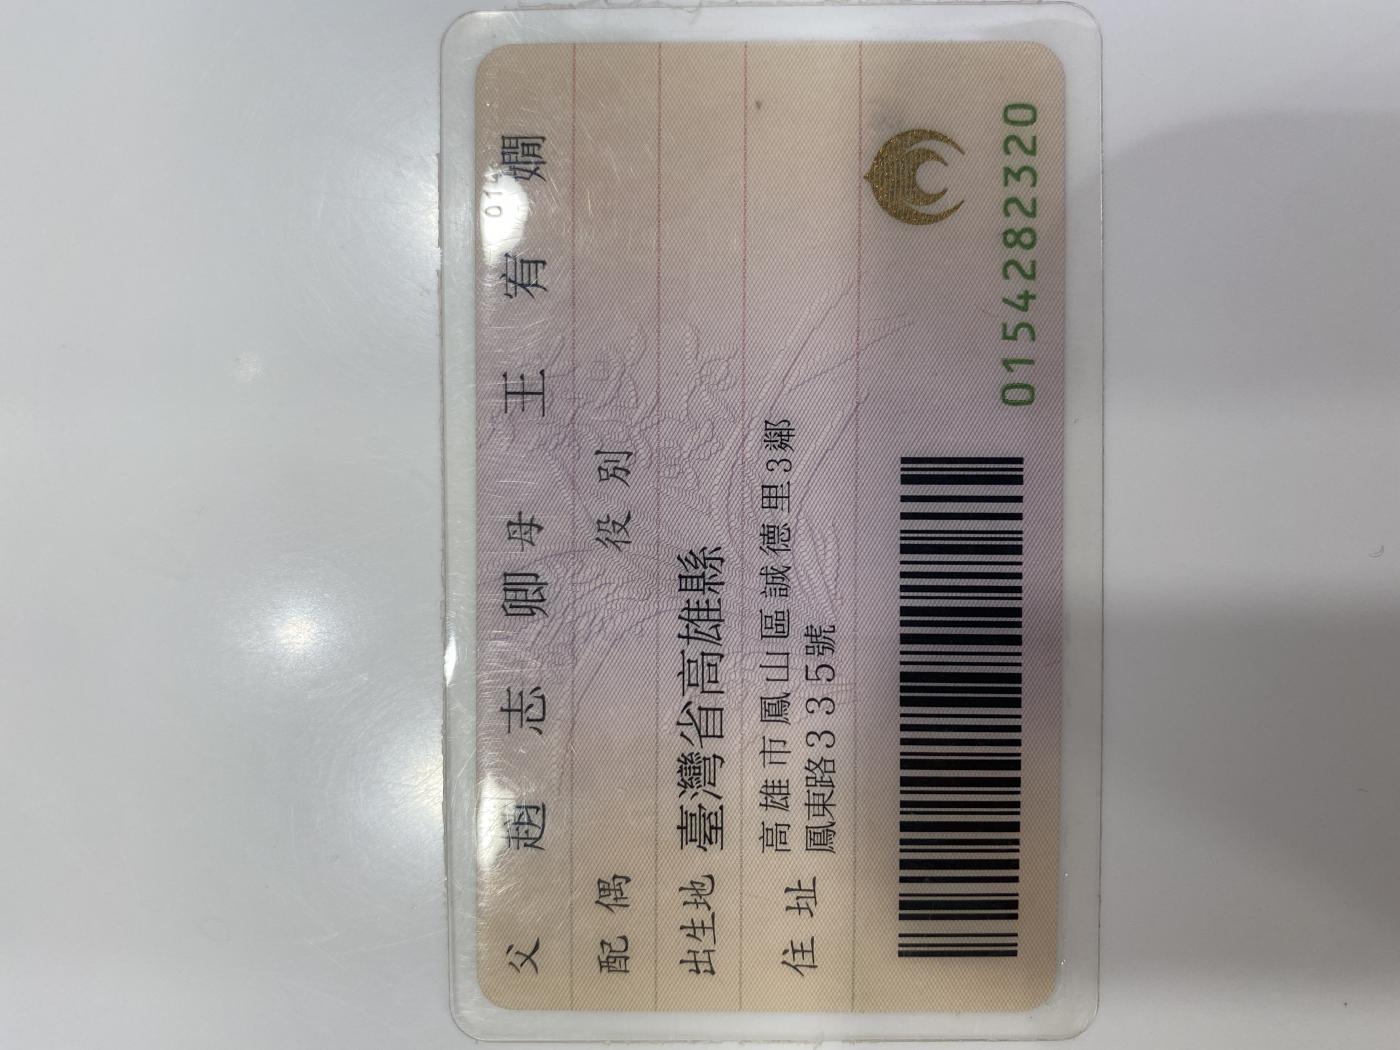 父 趙志卿 母 王宥嫺
配偶 役別
出生地 臺灣省高雄縣
住址 高雄市鳳山區誠德里3鄰
鳳東路335號
0154282320